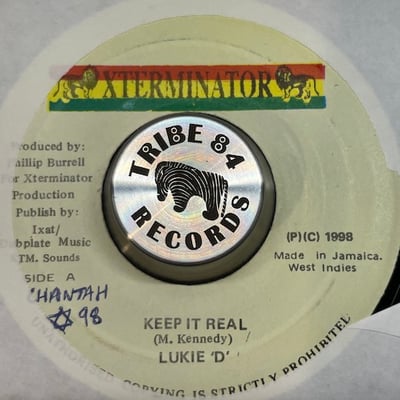 XTERMINATOR
Produced by:
Phillip Burrell
For Xterminator
Production
Publish by:
Ixat/
Dubplate Music
STM. Sounds
SIDE A
CHANTAH
98
TRIBE 84
RECORDS
(P)(C) 1998
Made in Jamaica.
West Indies
KEEP IT REAL
(M. Kennedy)
LUKIE 'D'
UNAUTHORISED COPYING IS STRICTLY PROHIBITED